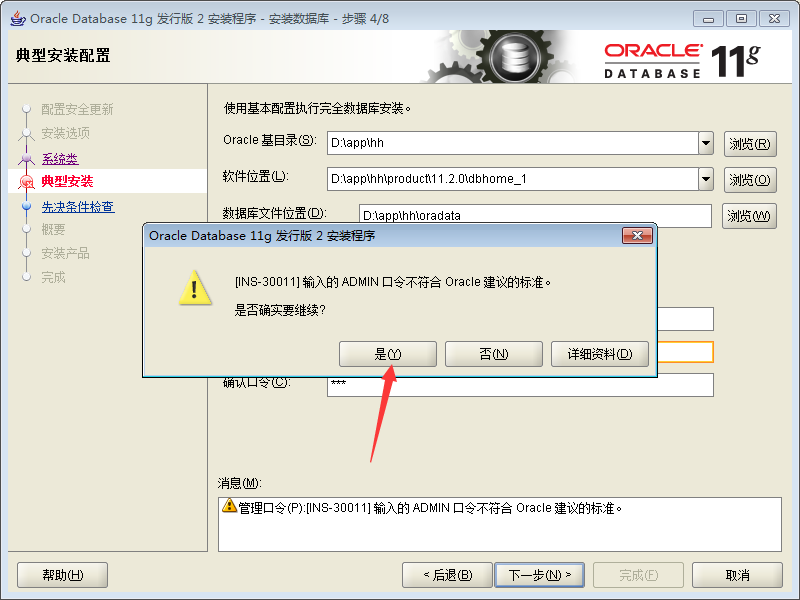 Oracle Database 11g 发行版 2 安装程序 - 安装数据库 - 步骤 4/8
典型安装配置
ORACLE
DATABASE 11g
配置安全更新
安装选项
系统类
典型安装
先决条件检查
概要
安装产品
完成
使用基本配置执行完全数据库安装。
Oracle 基目录(S): D:\app\hh 浏览(R)
软件位置(L): D:\app\hh\product\11.2.0\dbhome_1 浏览(O)
数据库文件位置(D): D:\app\hh\oradata 浏览(W)
Oracle Database 11g 发行版 2 安装程序
[INS-30011] 输入的 ADMIN 口令不符合 Oracle 建议的标准。
是否确实要继续?
是(Y) 否(N) 详细资料(D)
确认口令(C): ***
消息(M):
管理口令(P):[INS-30011] 输入的 ADMIN 口令不符合 Oracle 建议的标准。
帮助(H) < 后退(B) 下一步(N) > 完成(F) 取消